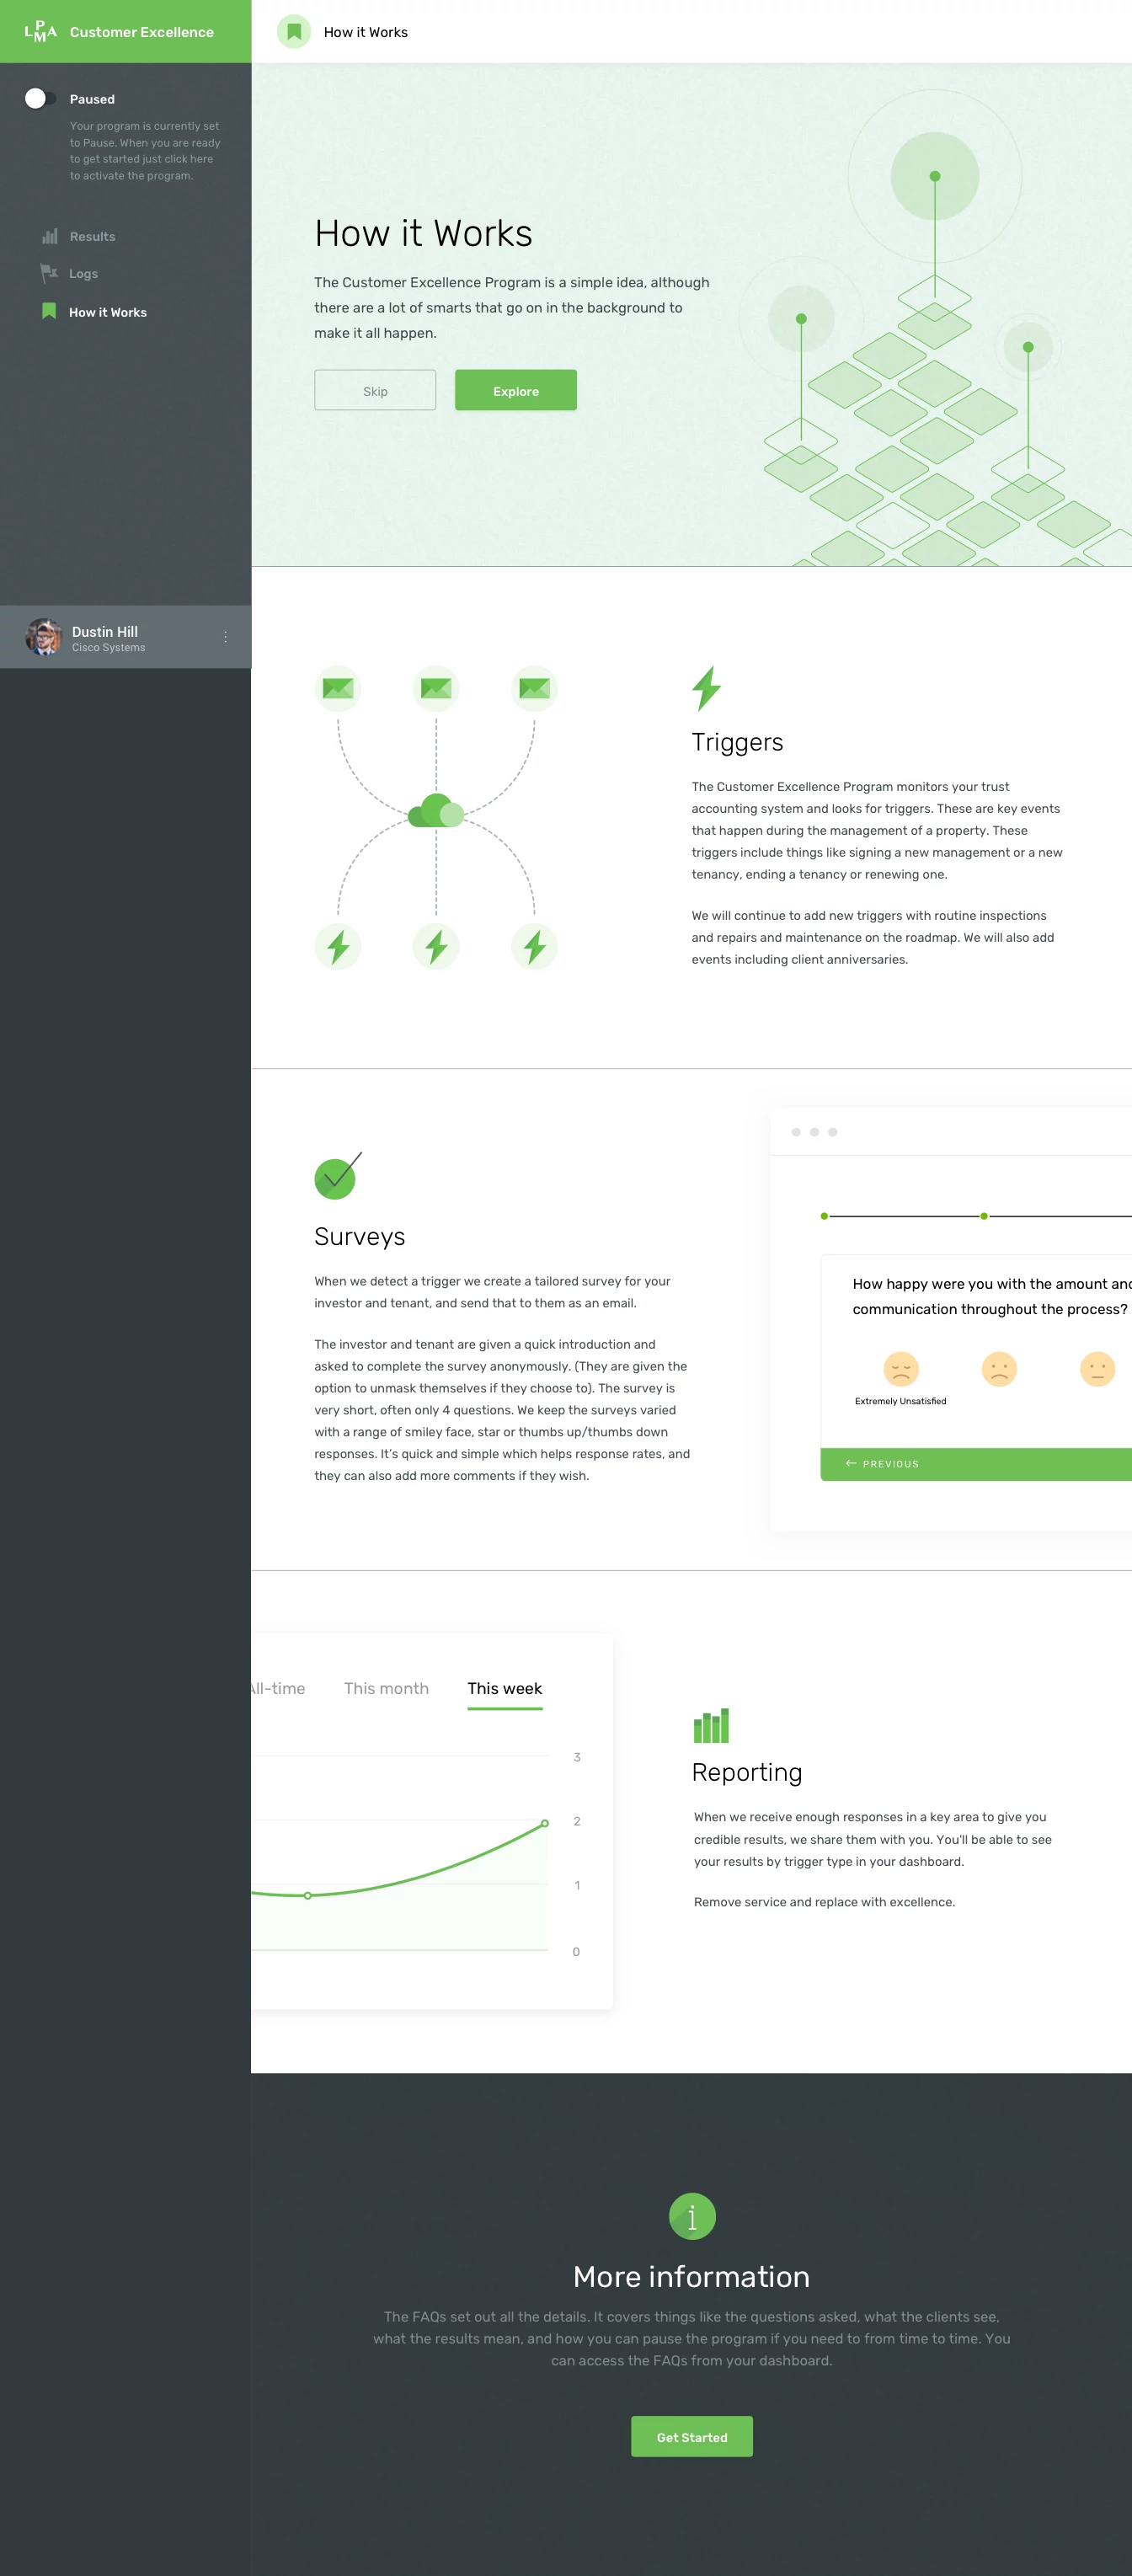 LPMA Customer Excellence
Paused
Your program is currently set
to Pause. When you are ready
to get started just click here
to activate the program.
Results
Logs
How it Works
Dustin Hill
Cisco Systems
How it Works
How it Works
The Customer Excellence Program is a simple idea, although
there are a lot of smarts that go on in the background to
make it all happen.
Skip
Explore
Triggers
The Customer Excellence Program monitors your trust
accounting system and looks for triggers. These are key events
that happen during the management of a property. These
triggers include things like signing a new management or a new
tenancy, ending a tenancy or renewing one.
We will continue to add new triggers with routine inspections
and repairs and maintenance on the roadmap. We will also add
events including client anniversaries.
Surveys
When we detect a trigger we create a tailored survey for your
investor and tenant, and send that to them as an email.
The investor and tenant are given a quick introduction and
asked to complete the survey anonymously. (They are given the
option to unmask themselves if they choose to). The survey is
very short, often only 4 questions. We keep the surveys varied
with a range of smiley face, star or thumbs up/thumbs down
responses. It's quick and simple which helps response rates, and
they can also add more comments if they wish.
How happy were you with the amount and
communication throughout the process?
Extremely Unsatisfied
← PREVIOUS
All-time
This month
This week
3
2
1
0
Reporting
When we receive enough responses in a key area to give you
credible results, we share them with you. You'll be able to see
your results by trigger type in your dashboard.
Remove service and replace with excellence.
i
More information
The FAQs set out all the details. It covers things like the questions asked, what the clients see,
what the results mean, and how you can pause the program if you need to from time to time. You
can access the FAQs from your dashboard.
Get Started